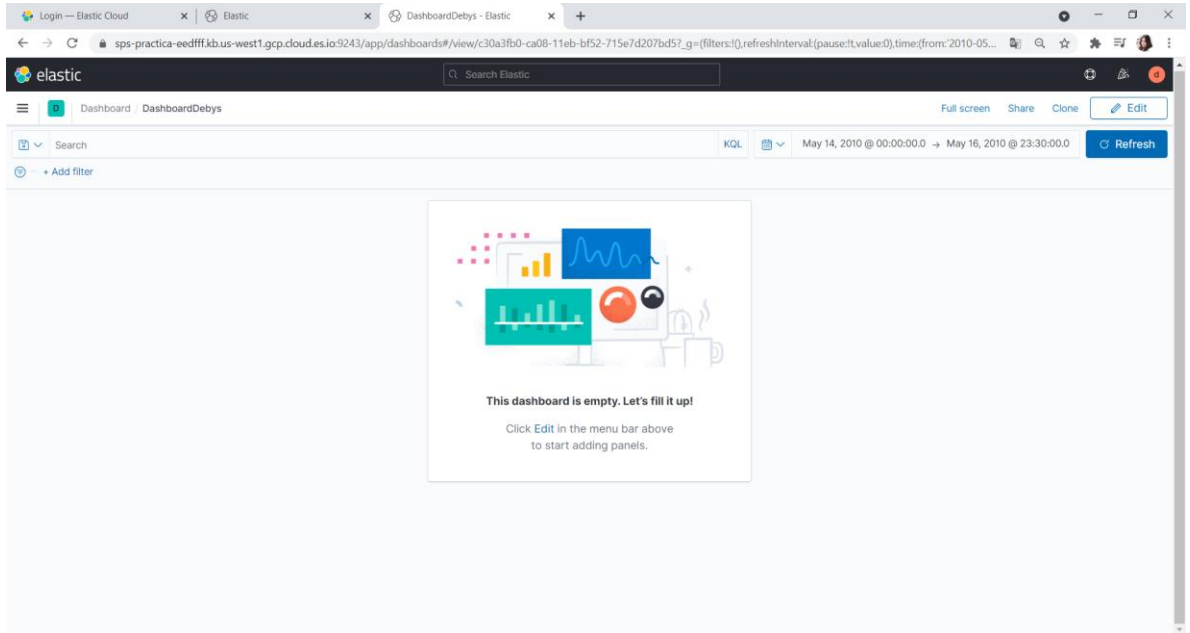 Login — Elastic Cloud
Elastic
DashboardDebys - Elastic
sps-practica-eedfff.kb.us-west1.gcp.cloud.es.io:9243/app/dashboards#/view/c30a3fb0-ca08-11eb-bf52-715e7d207bd5?_g=(filters:!(),refreshInterval:(pause:!t,value:0),time:(from:'2010-05...
elastic
Search Elastic
d
D
Dashboard / DashboardDebys
Full screen Share Clone Edit
Search
KQL
May 14, 2010 @ 00:00:00.0 → May 16, 2010 @ 23:30:00.0
Refresh
+ Add filter
This dashboard is empty. Let's fill it up!
Click Edit in the menu bar above
to start adding panels.